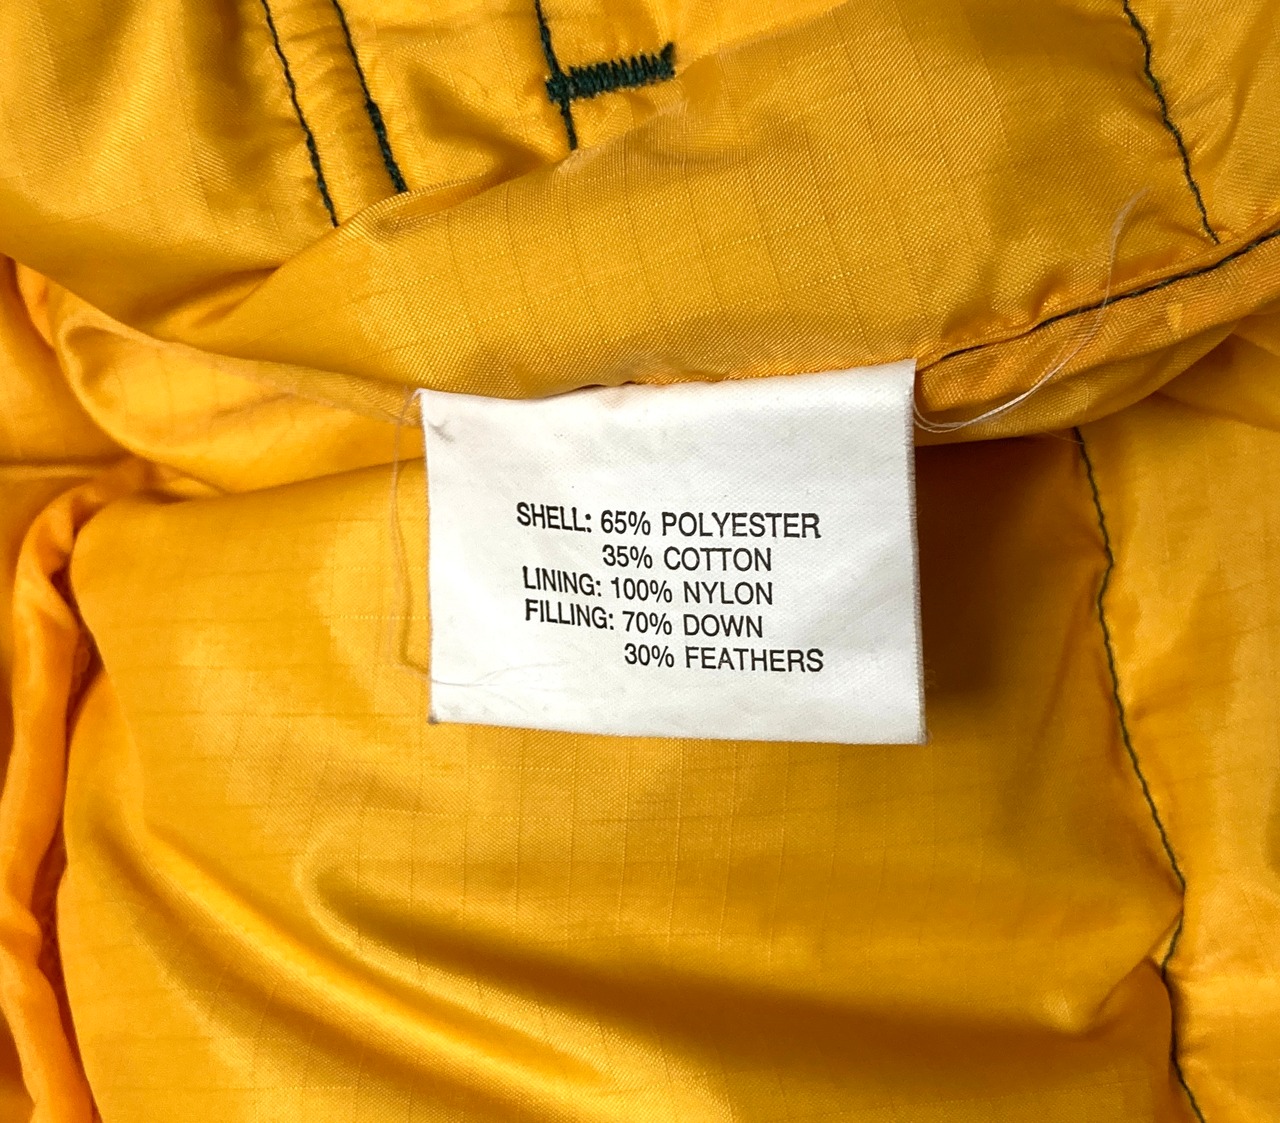 SHELL: 65% POLYESTER
35% COTTON
LINING: 100% NYLON
FILLING: 70% DOWN
30% FEATHERS